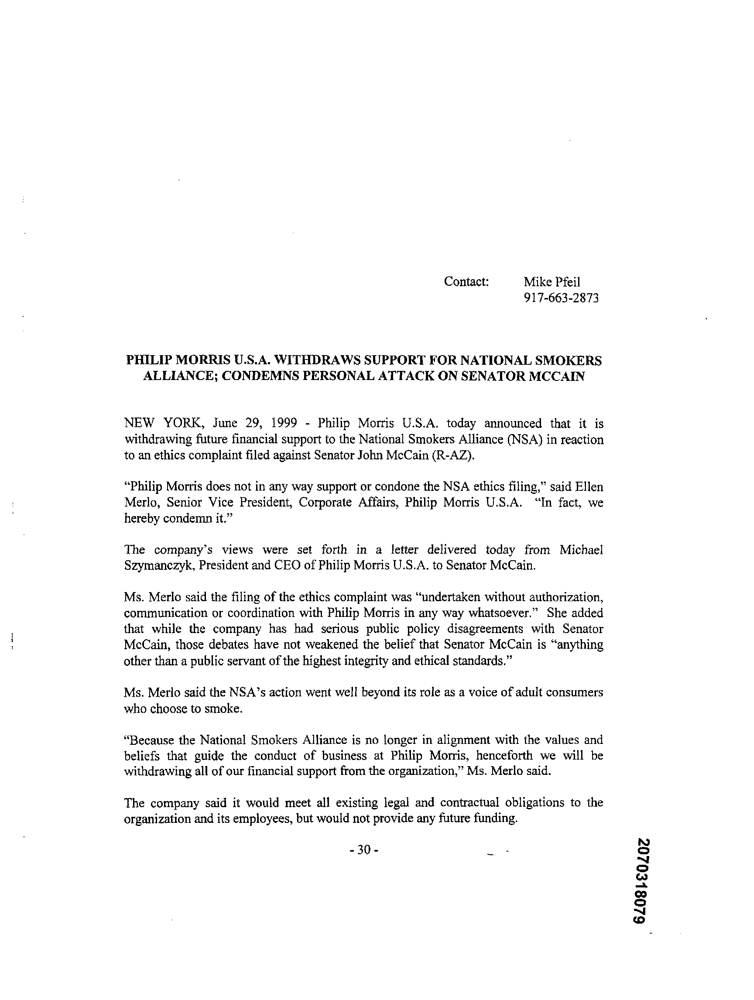 Contact: Mike Pfeil
917-663-2873
PHILIP MORRIS U.S.A. WITHDRAWS SUPPORT FOR NATIONAL SMOKERS
ALLIANCE; CONDEMNS PERSONAL ATTACK ON SENATOR MCCAIN
NEW YORK, June 29, 1999 - Philip Morris U.S.A. today announced that it is
withdrawing future financial support to the National Smokers Alliance (NSA) in reaction
to an ethics complaint filed against Senator John McCain (R-AZ).
“Philip Morris does not in any way support or condone the NSA ethics filing,” said Ellen
Merlo, Senior Vice President, Corporate Affairs, Philip Morris U.S.A. “In fact, we
hereby condemn it.”
The company’s views were set forth in a letter delivered today from Michael
Szymanczyk, President and CEO of Philip Morris U.S.A. to Senator McCain.
Ms. Merlo said the filing of the ethics complaint was “undertaken without authorization,
communication or coordination with Philip Morris in any way whatsoever.” She added
that while the company has had serious public policy disagreements with Senator
McCain, those debates have not weakened the belief that Senator McCain is “anything
other than a public servant of the highest integrity and ethical standards.”
Ms. Merlo said the NSA’s action went well beyond its role as a voice of adult consumers
who choose to smoke.
“Because the National Smokers Alliance is no longer in alignment with the values and
beliefs that guide the conduct of business at Philip Morris, henceforth we will be
withdrawing all of our financial support from the organization,” Ms. Merlo said.
The company said it would meet all existing legal and contractual obligations to the
organization and its employees, but would not provide any future funding.
- 30 -
2070318079